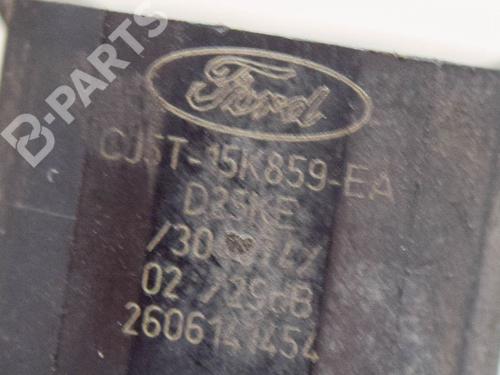 B-PARTS
Ford
CJ5T-15K859-EA
D25KE
02 /29dB
2606141454